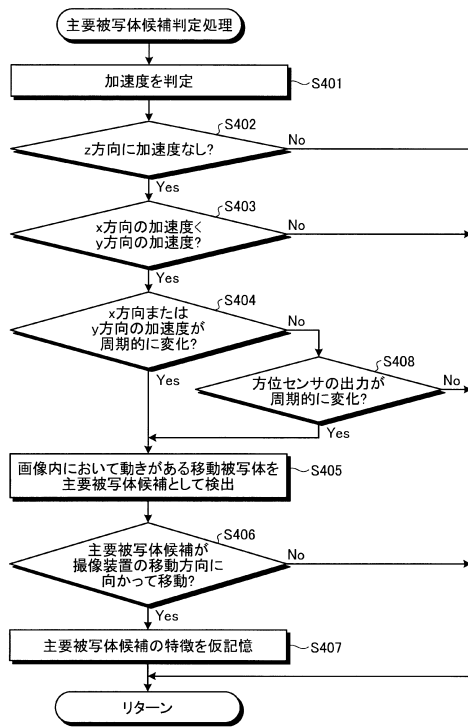 主要被写体候補判定処理
加速度を判定
S401
S402
z方向に加速度なし?
No
Yes
S403
x方向の加速度<
y方向の加速度?
No
Yes
S404
x方向または
y方向の加速度が
周期的に変化?
No
Yes
S408
方位センサの出力が
周期的に変化?
No
Yes
画像内において動きがある移動被写体を
主要被写体候補として検出
S405
S406
主要被写体候補が
撮像装置の移動方向に
向かって移動?
No
Yes
主要被写体候補の特徴を仮記憶
S407
リターン